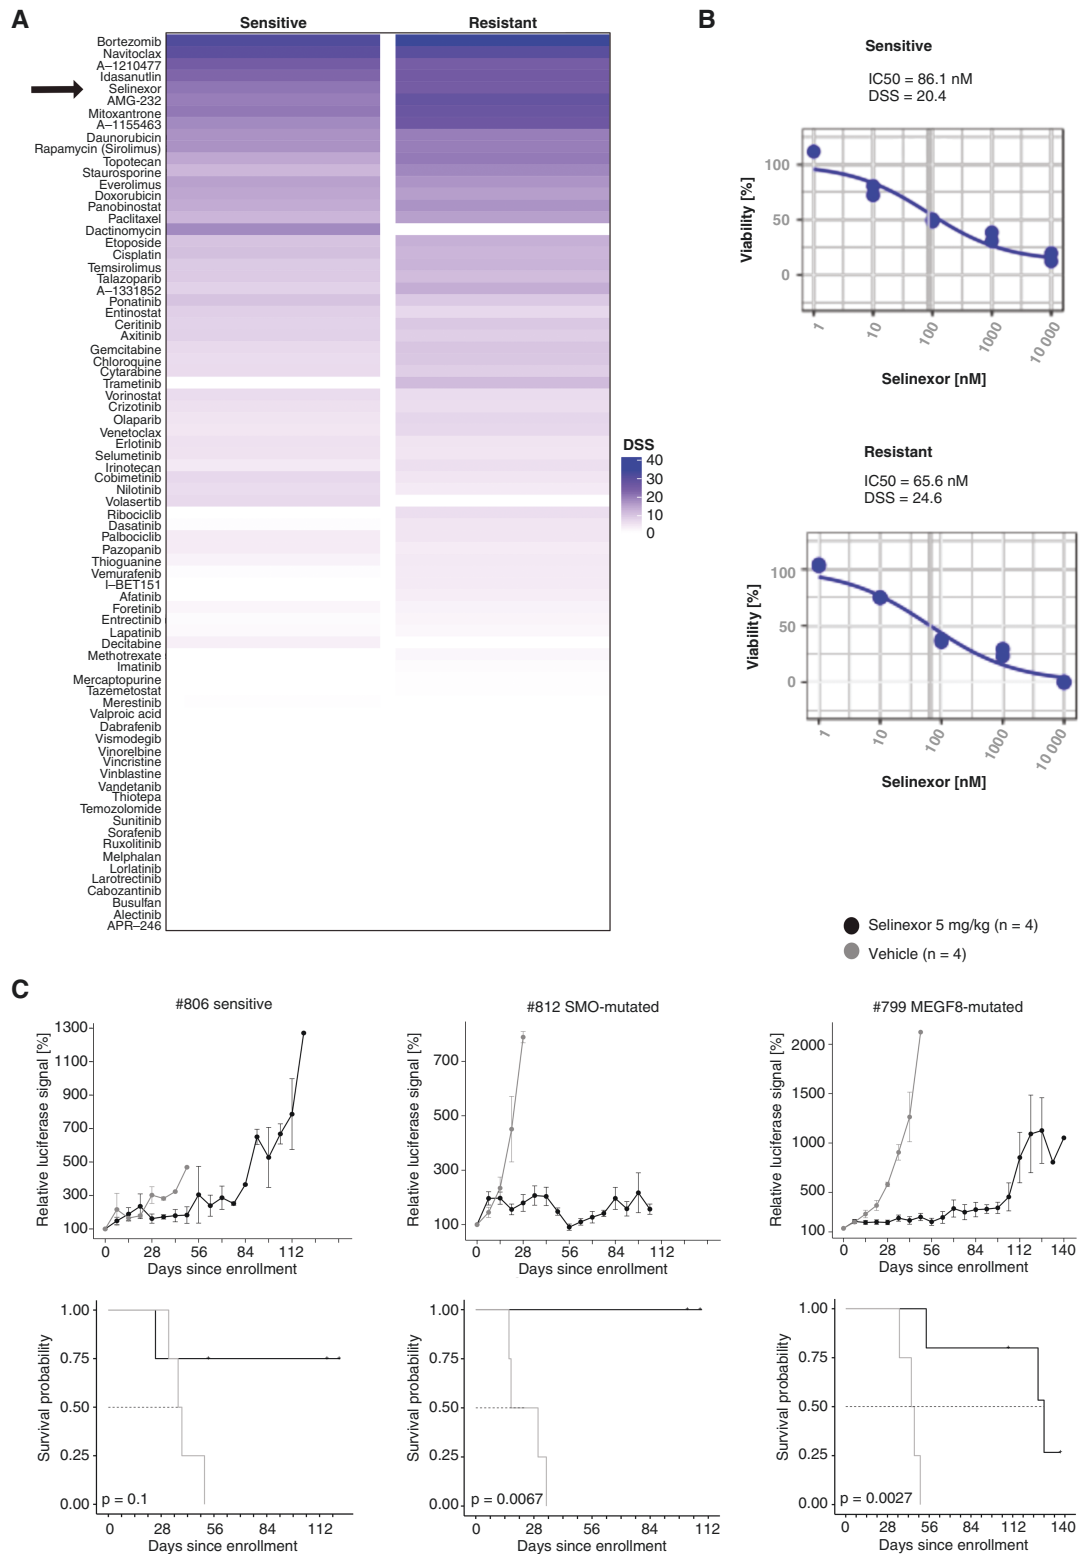 A
Sensitive
Resistant
Bortezomib
Navitoclax
A–1210477
Idasanutlin
Selinexor
AMG-232
Mitoxantrone
A–1155463
Daunorubicin
Rapamycin (Sirolimus)
Topotecan
Staurosporine
Everolimus
Doxorubicin
Panobinostat
Paclitaxel
Dactinomycin
Etoposide
Cisplatin
Temsirolimus
Talazoparib
A–1331852
Ponatinib
Entinostat
Ceritinib
Axitinib
Gemcitabine
Chloroquine
Cytarabine
Trametinib
Vorinostat
Crizotinib
Olaparib
Venetoclax
Erlotinib
Selumetinib
Irinotecan
Cobimetinib
Nilotinib
Volasertib
Ribociclib
Dasatinib
Palbociclib
Pazopanib
Thioguanine
Vemurafenib
I–BET151
Afatinib
Foretinib
Entrectinib
Lapatinib
Decitabine
Methotrexate
Imatinib
Mercaptopurine
Tazemetostat
Merestinib
Valproic acid
Dabrafenib
Vismodegib
Vinorelbine
Vincristine
Vinblastine
Vandetanib
Thiotepa
Temozolomide
Sunitinib
Sorafenib
Ruxolitinib
Melphalan
Lorlatinib
Larotrectinib
Cabozantinib
Busulfan
Alectinib
APR–246
DSS
40
30
20
10
0
B
Sensitive
IC50 = 86.1 nM
DSS = 20.4
Viability [%]
100
50
0
1
10
100
1000
10 000
Selinexor [nM]
Resistant
IC50 = 65.6 nM
DSS = 24.6
Viability [%]
100
50
0
1
10
100
1000
10 000
Selinexor [nM]
Selinexor 5 mg/kg (n = 4)
Vehicle (n = 4)
C
#806 sensitive
Relative luciferase signal [%]
1300
1100
900
700
500
300
100
0 28 56 84 112
Days since enrollment
#812 SMO-mutated
Relative luciferase signal [%]
700
500
300
100
0 28 56 84 112
Days since enrollment
#799 MEGF8-mutated
Relative luciferase signal [%]
2000
1500
1000
500
100
0 28 56 84 112 140
Days since enrollment
Survival probability
1.00
0.75
0.50
0.25
0.00
p = 0.1
0 28 56 84 112
Days since enrollment
Survival probability
1.00
0.75
0.50
0.25
0.00
p = 0.0067
0 28 56 84 112
Days since enrollment
Survival probability
1.00
0.75
0.50
0.25
0.00
p = 0.0027
0 28 56 84 112 140
Days since enrollment